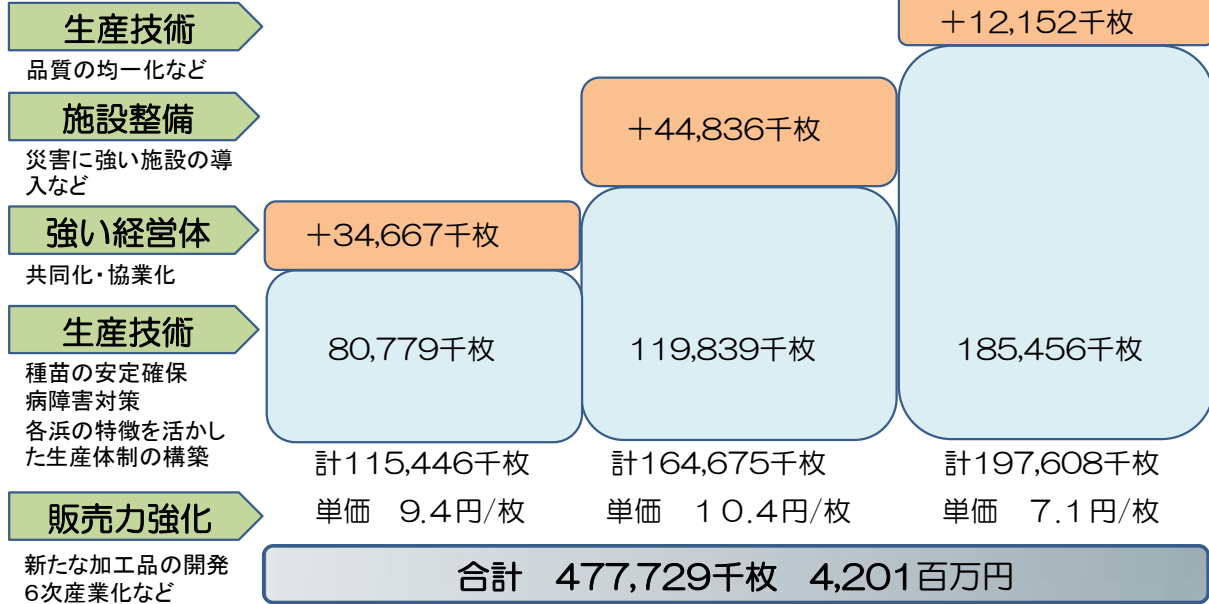 生産技術
品質の均一化など
施設整備
災害に強い施設の導
入など
強い経営体
共同化・協業化
生産技術
種苗の安定確保
病障害対策
各浜の特徴を活かし
た生産体制の構築
販売力強化
新たな加工品の開発
6次産業化など
+34,667千枚
80,779千枚
計115,446千枚
単価 9.4円/枚
+44,836千枚
119,839千枚
計164,675千枚
単価 10.4円/枚
+12,152千枚
185,456千枚
計197,608千枚
単価 7.1円/枚
合計 477,729千枚 4,201百万円